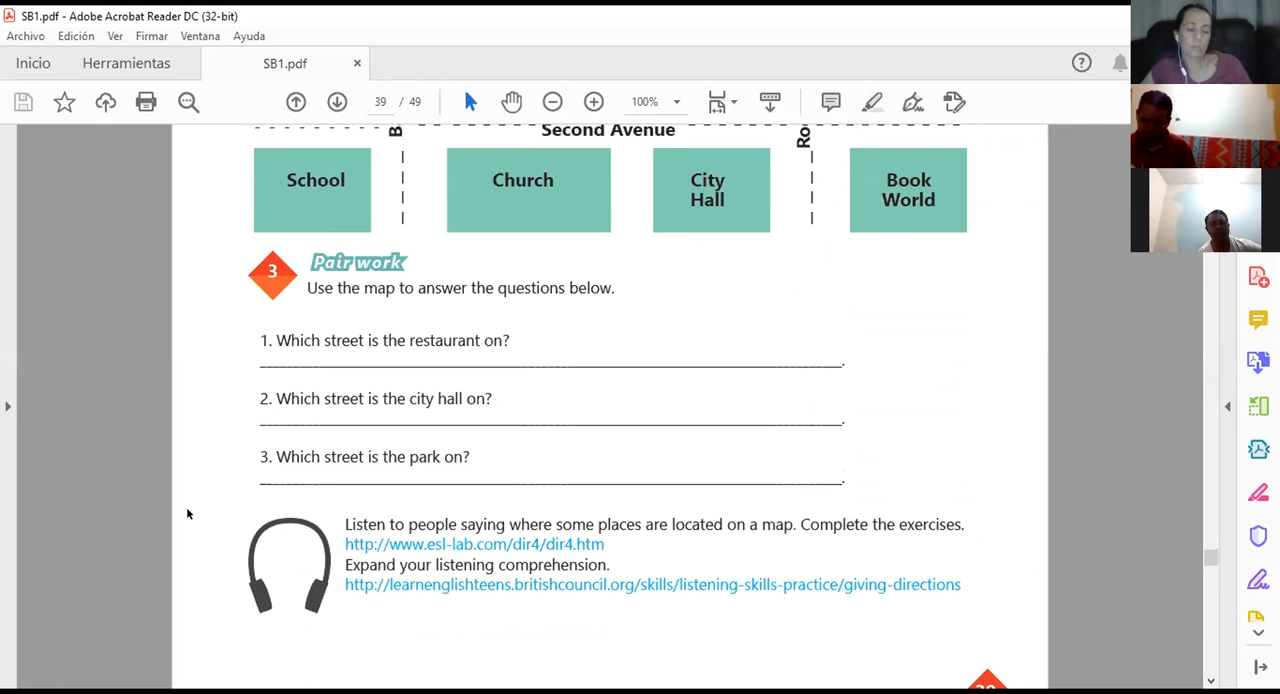 SB1.pdf - Adobe Acrobat Reader DC (32-bit)
Archivo Edición Ver Firmar Ventana Ayuda
Inicio Herramientas SB1.pdf ×
39 / 49 100%
Second Avenue
School
Church
City
Hall
Book
World
3 Pair work
Use the map to answer the questions below.
1. Which street is the restaurant on?
2. Which street is the city hall on?
3. Which street is the park on?
Listen to people saying where some places are located on a map. Complete the exercises.
http://www.esl-lab.com/dir4/dir4.htm
Expand your listening comprehension.
http://learnenglishteens.britishcouncil.org/skills/listening-skills-practice/giving-directions